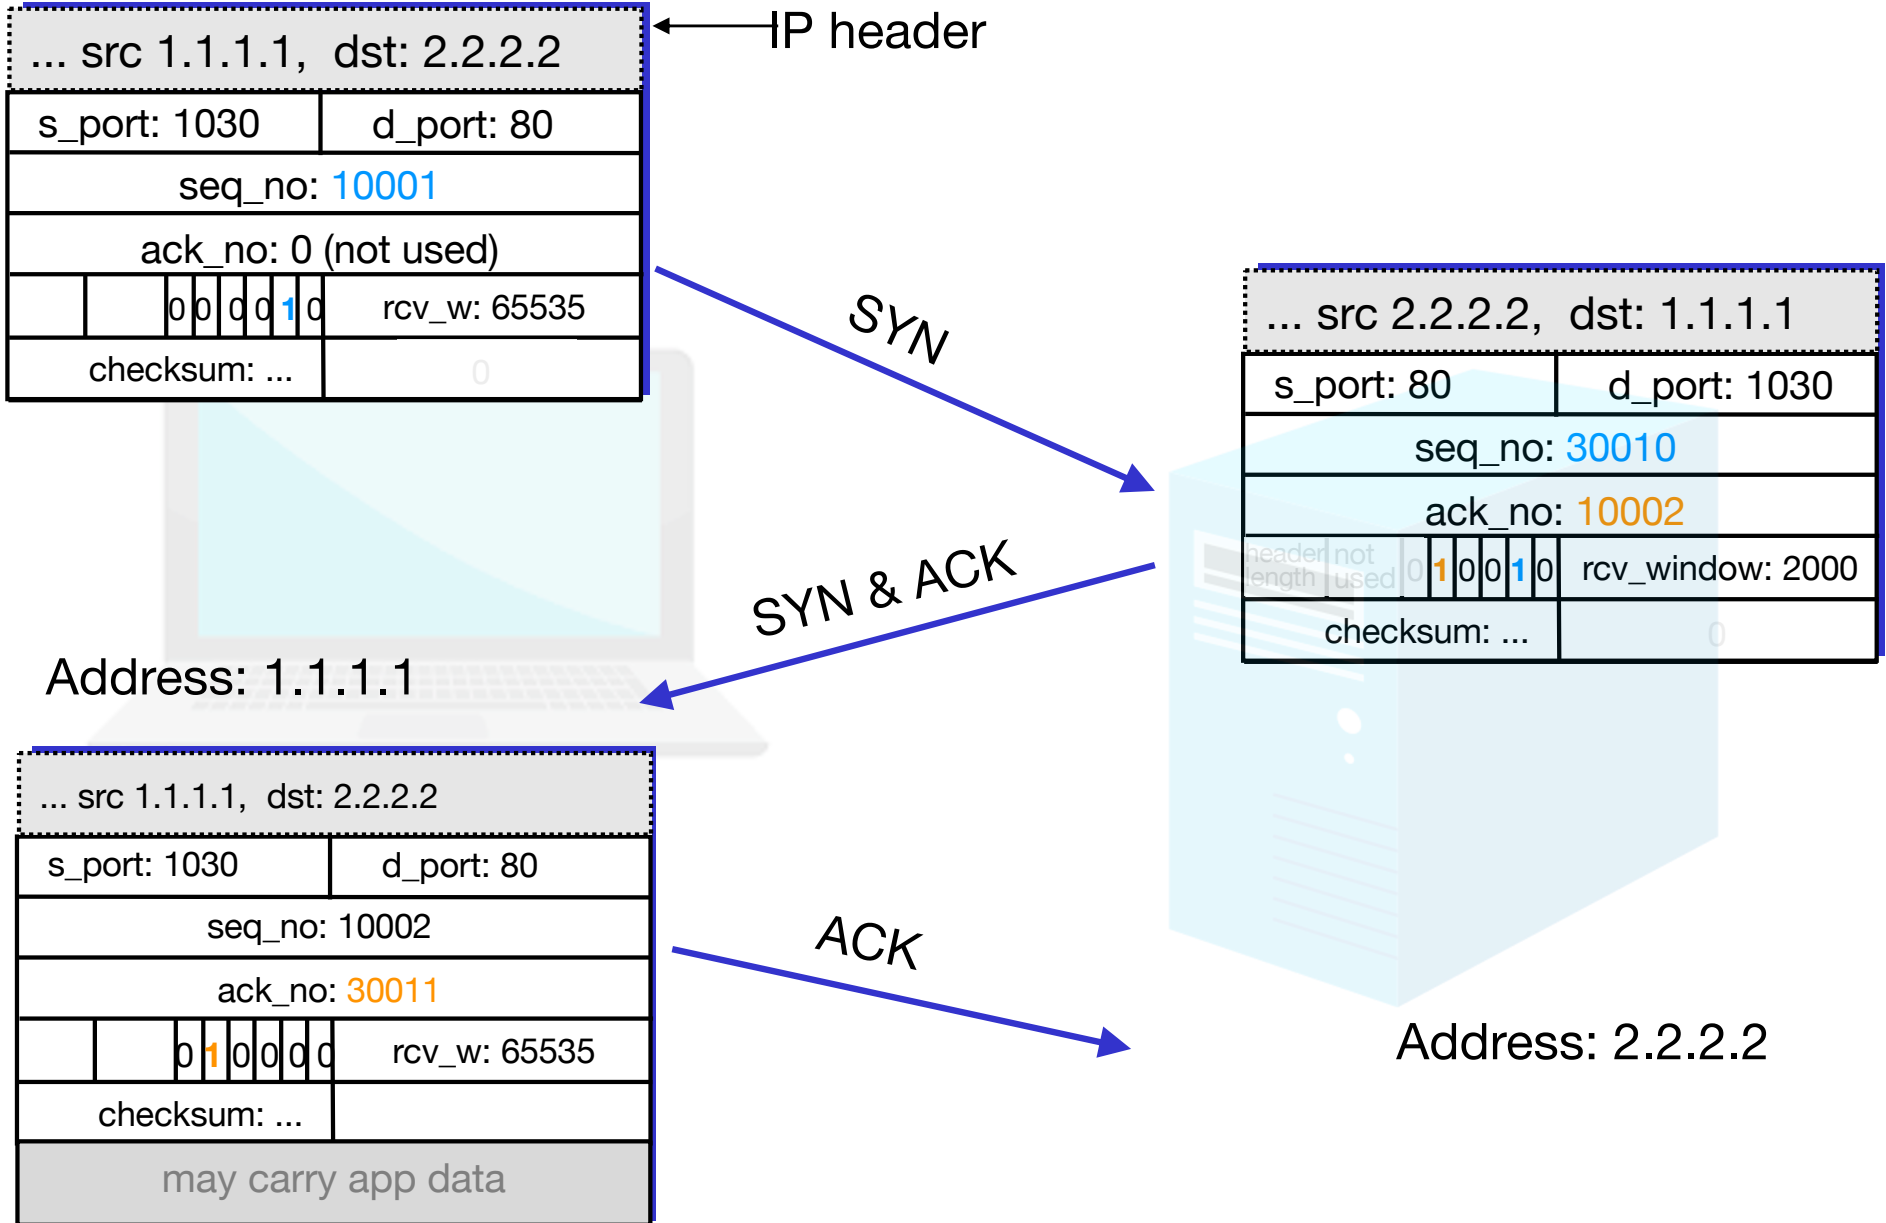 ... src 1.1.1.1, dst: 2.2.2.2
IP header
s_port: 1030 d_port: 80
seq_no: 10001
ack_no: 0 (not used)
0 0 0 0 1 0 rcv_w: 65535
checksum: ... 0
SYN
... src 2.2.2.2, dst: 1.1.1.1
s_port: 80 d_port: 1030
seq_no: 30010
ack_no: 10002
header length not used 0 1 0 0 1 0 rcv_window: 2000
checksum: ... 0
SYN & ACK
Address: 1.1.1.1
... src 1.1.1.1, dst: 2.2.2.2
s_port: 1030 d_port: 80
seq_no: 10002
ack_no: 30011
0 1 0 0 0 0 rcv_w: 65535
checksum: ...
may carry app data
ACK
Address: 2.2.2.2